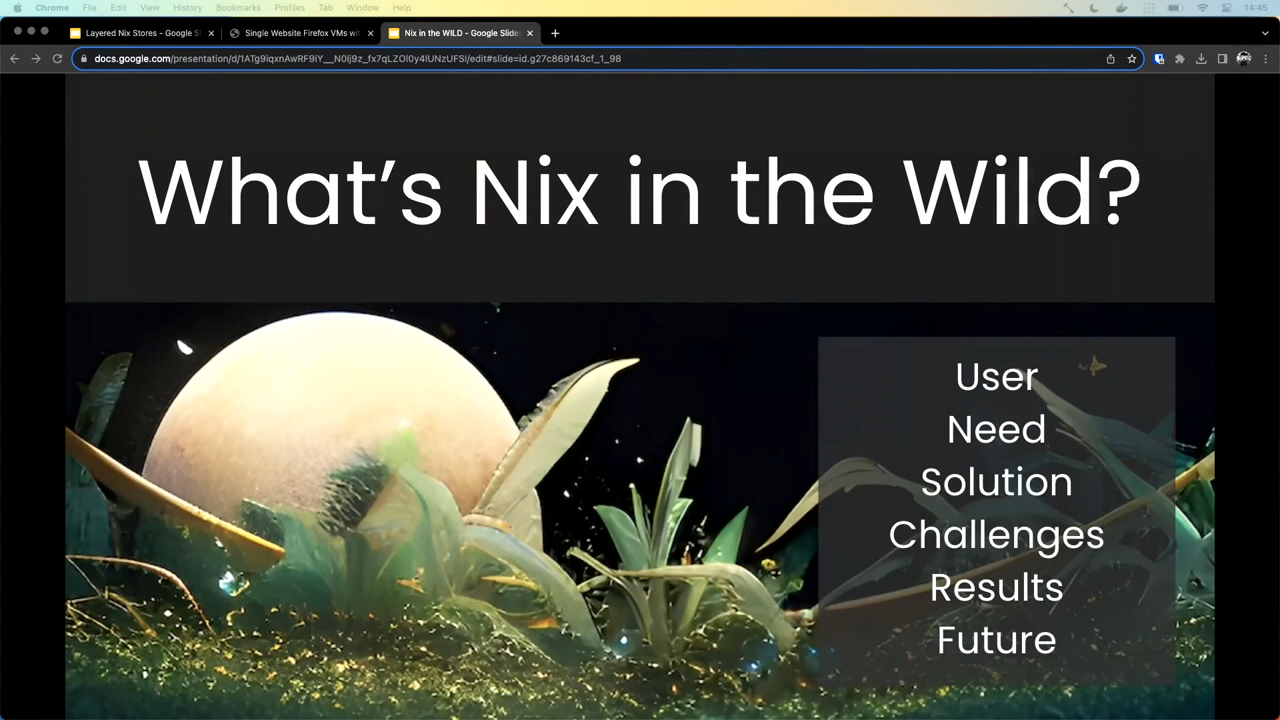 Chrome File Edit View History Bookmarks Profiles Tab Window Help 14:45
Layered Nix Stores - Google Sl Single Website Firefox VMs wi Nix in the WILD - Google Slides
docs.google.com/presentation/d/1ATg9iqxnAwRF9iY__N0lj9z_fx7qLZOl0y4lUNzUFSI/edit#slide=id.g27c869143cf_1_98
What's Nix in the Wild?
User
Need
Solution
Challenges
Results
Future